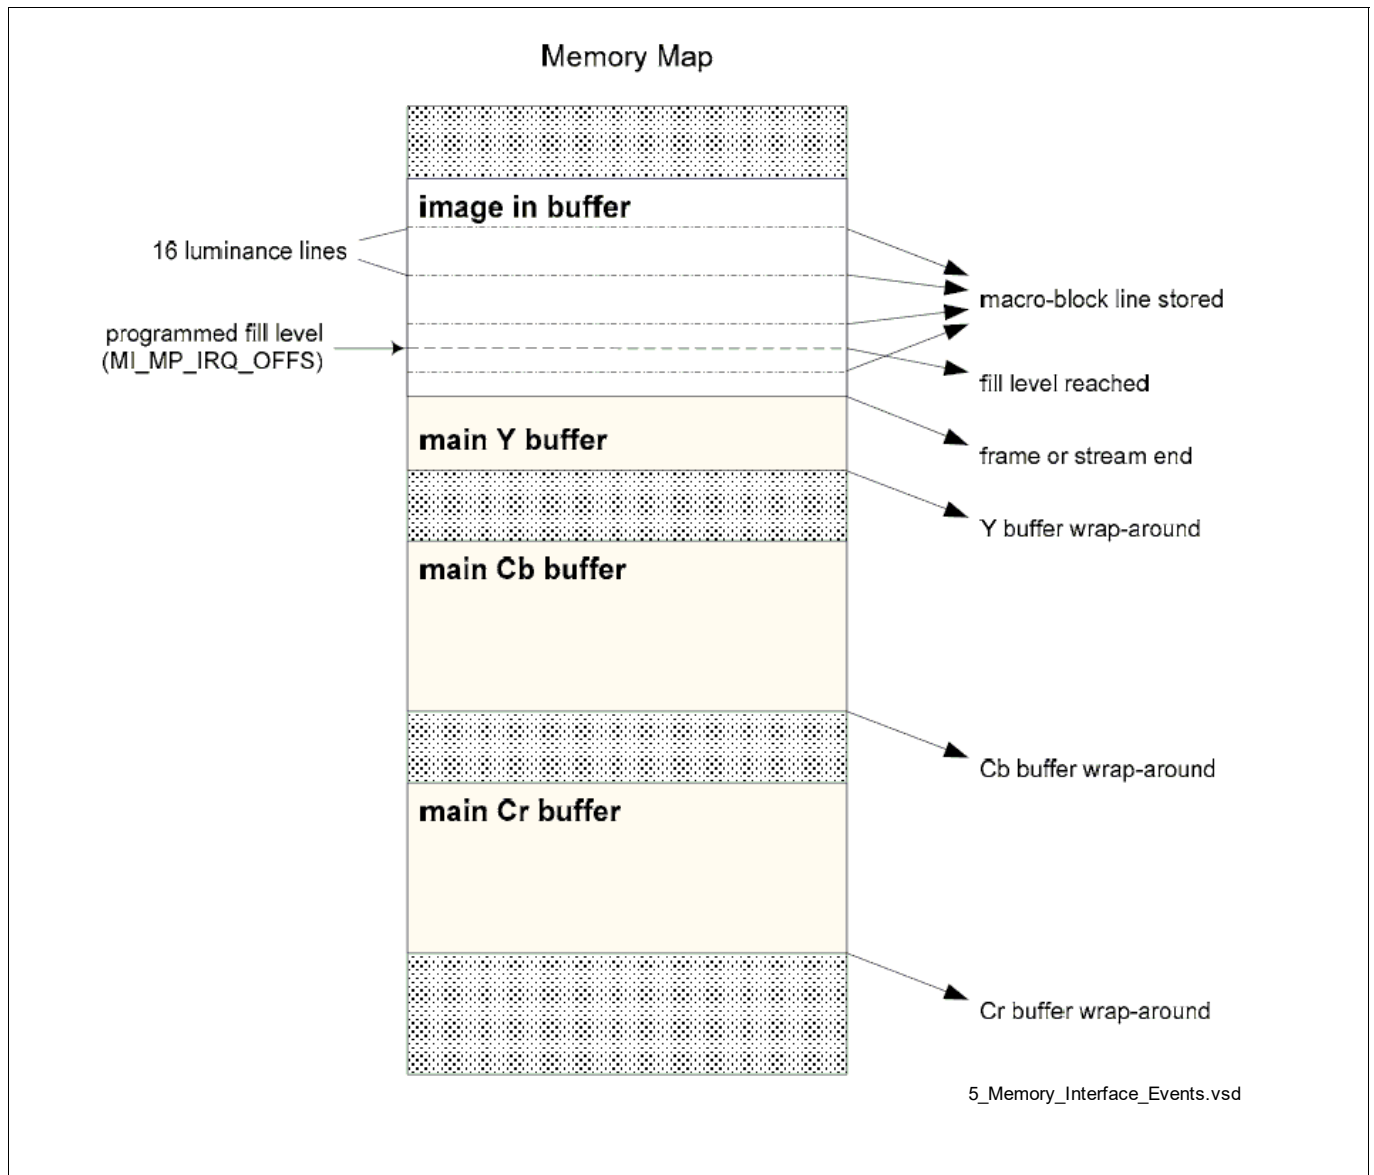 Memory Map
image in buffer
16 luminance lines
macro-block line stored
programmed fill level
(MI_MP_IRQ_OFFS)
fill level reached
main Y buffer
frame or stream end
Y buffer wrap-around
main Cb buffer
Cb buffer wrap-around
main Cr buffer
Cr buffer wrap-around
5_Memory_Interface_Events.vsd